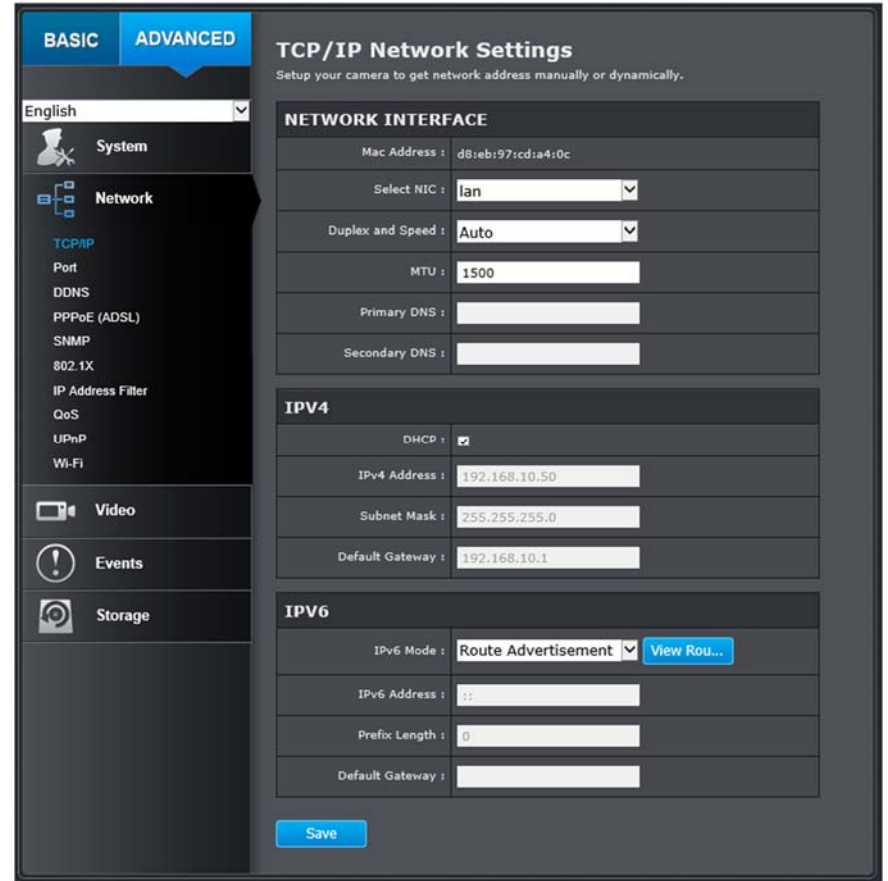 BASIC ADVANCED
English
System
Network
TCP/IP
Port
DDNS
PPPoE (ADSL)
SNMP
802.1X
IP Address Filter
QoS
UPnP
Wi-Fi
Video
Events
Storage
TCP/IP Network Settings
Setup your camera to get network address manually or dynamically.
NETWORK INTERFACE
Mac Address : d8:eb:97:cd:a4:0c
Select NIC : lan
Duplex and Speed : Auto
MTU : 1500
Primary DNS :
Secondary DNS :
IPV4
DHCP :
IPv4 Address : 192.168.10.50
Subnet Mask : 255.255.255.0
Default Gateway : 192.168.10.1
IPV6
IPv6 Mode : Route Advertisement View Rou...
IPv6 Address : ::
Prefix Length : 0
Default Gateway :
Save